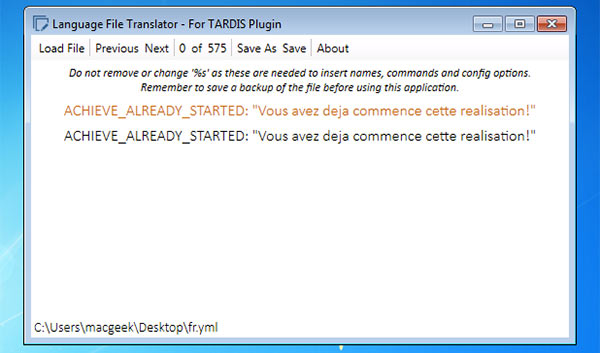 Language File Translator - For TARDIS Plugin
Load File Previous Next 0 of 575 Save As Save About
Do not remove or change '%s' as these are needed to insert names, commands and config options.
Remember to save a backup of the file before using this application.
ACHIEVE_ALREADY_STARTED: "Vous avez deja commence cette realisation!"
ACHIEVE_ALREADY_STARTED: "Vous avez deja commence cette realisation!"
C:\Users\macgeek\Desktop\fr.yml